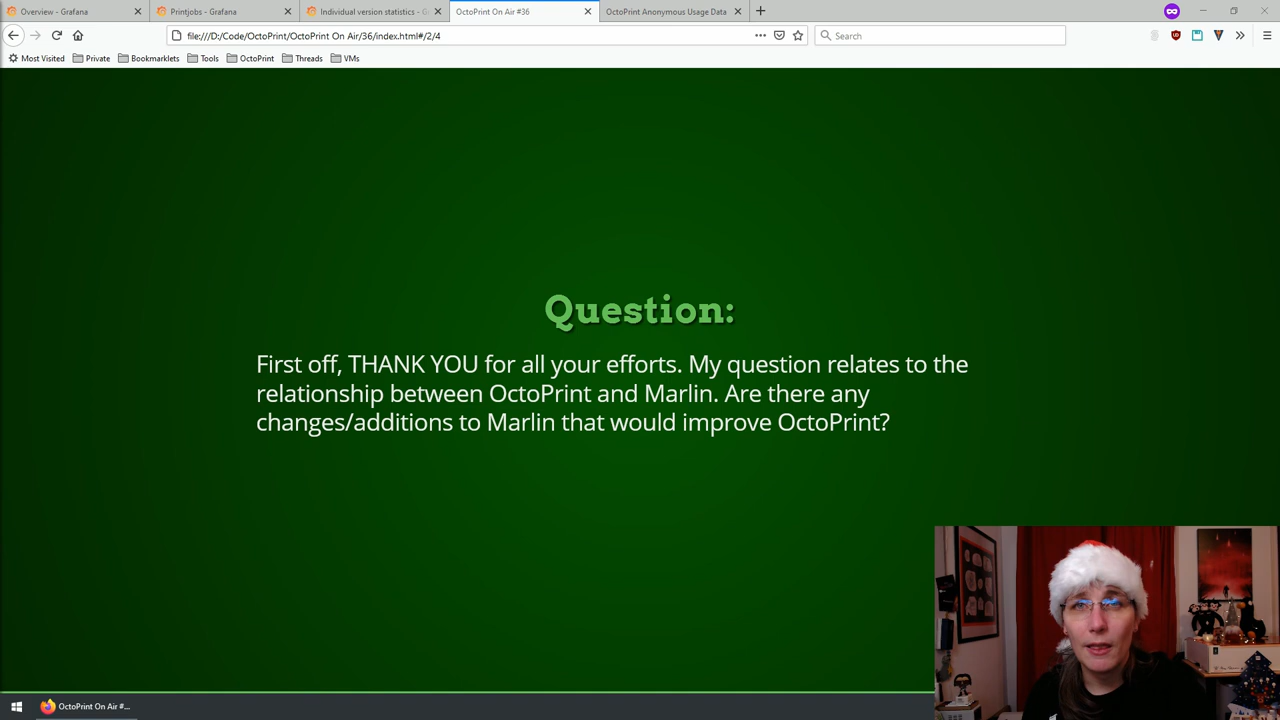 Overview - Grafana
Printjobs - Grafana
Individual version statistics - G
OctoPrint On Air #36
OctoPrint Anonymous Usage Data
file:///D:/Code/OctoPrint/OctoPrint On Air/36/index.html#/2/4
Search
Most Visited
Private
Bookmarklets
Tools
OctoPrint
Threads
VMs
Question:
First off, THANK YOU for all your efforts. My question relates to the
relationship between OctoPrint and Marlin. Are there any
changes/additions to Marlin that would improve OctoPrint?
OctoPrint On Air #...